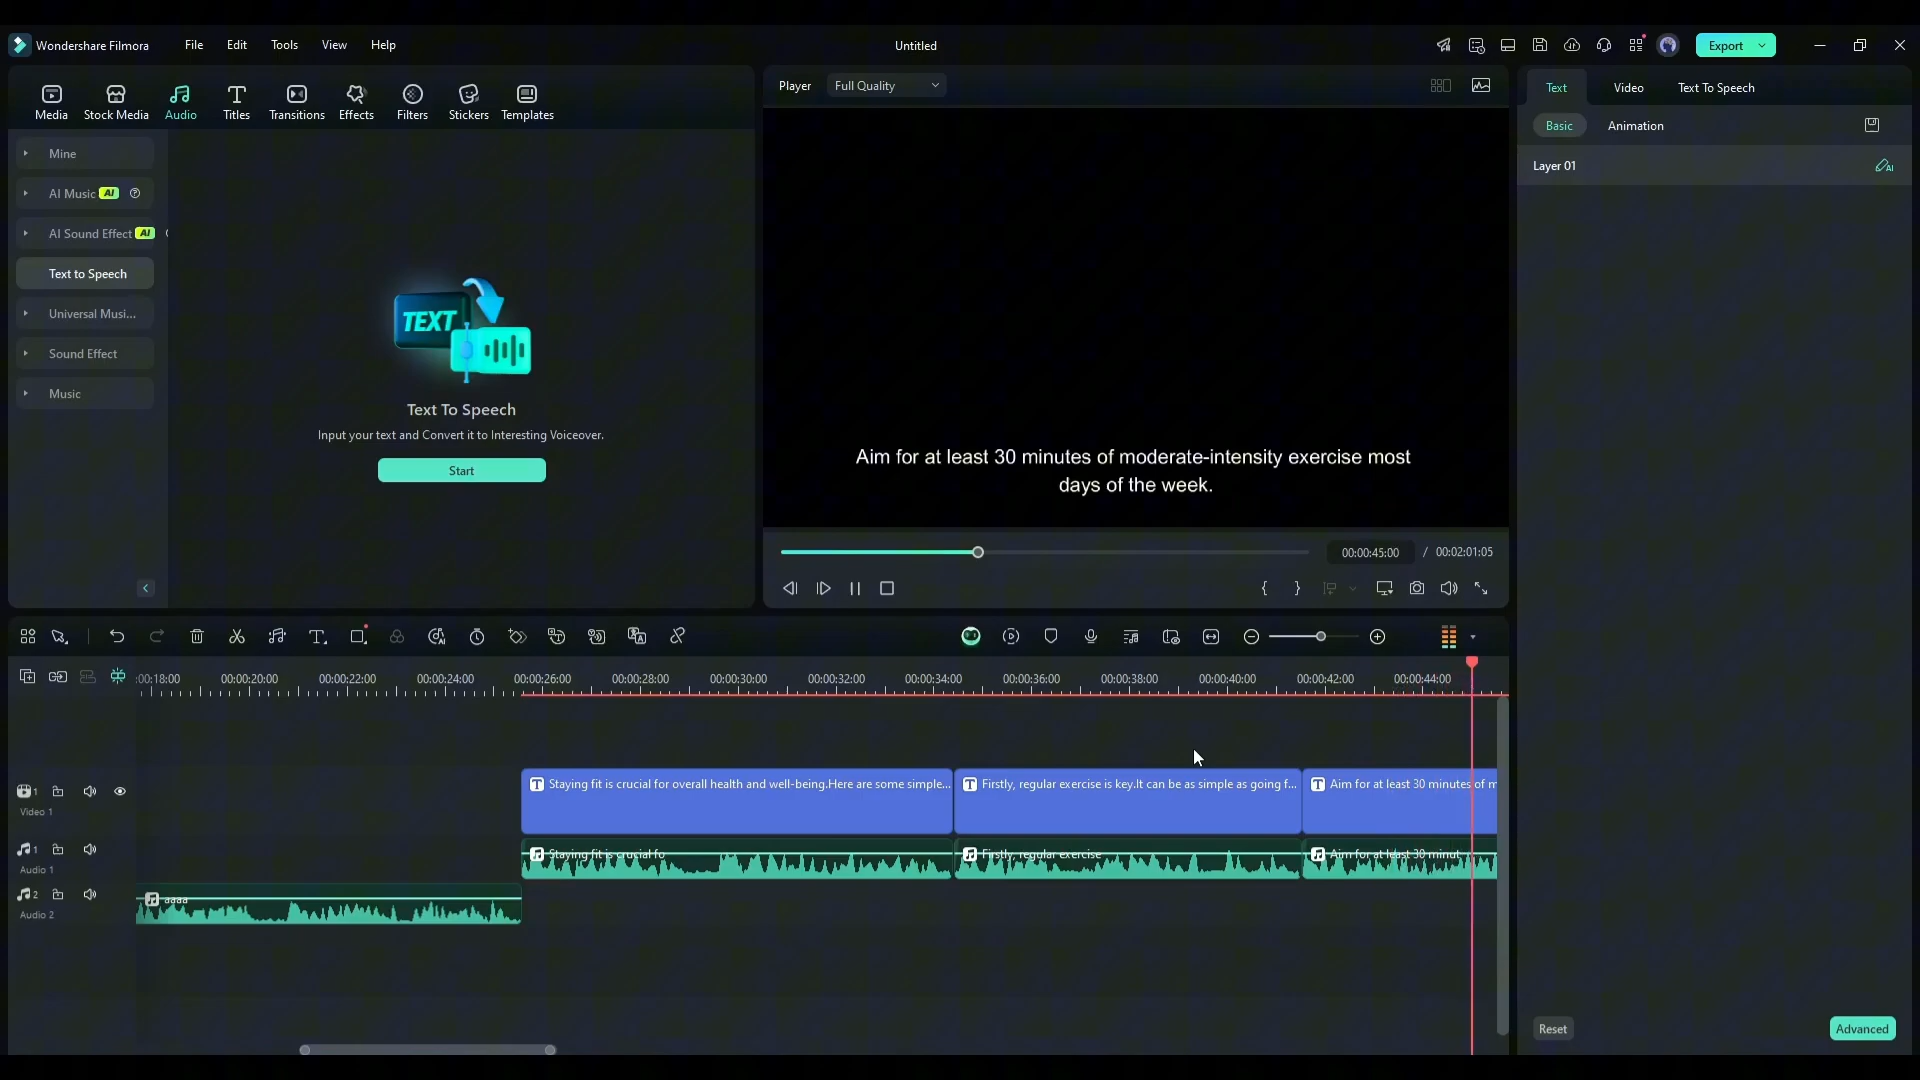 Wondershare Filmora
File Edit Tools View Help
Untitled
Export
Media Stock Media Audio Titles Transitions Effects Filters Stickers Templates
Mine
AI Music AI
AI Sound Effect AI
Text to Speech
Universal Musi...
Sound Effect
Music
TEXT
Text To Speech
Input your text and Convert it to Interesting Voiceover.
Start
Player Full Quality
Aim for at least 30 minutes of moderate-intensity exercise most
days of the week.
00:00:45:00 / 00:02:01:05
Text Video Text To Speech
Basic Animation
Layer 01
AI
:00:18:00 00:00:20:00 00:00:22:00 00:00:24:00 00:00:26:00 00:00:28:00 00:00:30:00 00:00:32:00 00:00:34:00 00:00:36:00 00:00:38:00 00:00:40:00 00:00:42:00 00:00:44:00
1
Video 1
Staying fit is crucial for overall health and well-being.Here are some simple...
Firstly, regular exercise is key.It can be as simple as going f...
Aim for at least 30 minutes of m
1
Audio 1
Staying fit is crucial fo
Firstly, regular exercise
Aim for at least 30 minut
2
Audio 2
aaaa
Reset Advanced